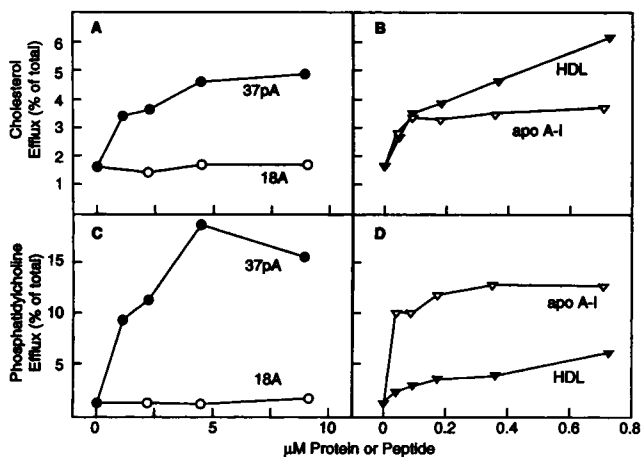 A
B
Cholesterol
Efflux (% of total)
6
5
4
3
2
1
37pA
18A
HDL
apo A-I
C
D
Phosphatidylcholine
Efflux (% of total)
15
10
5
37pA
18A
apo A-I
HDL
0 5 10 0 0.2 0.4 0.6 0.8
μM Protein or Peptide